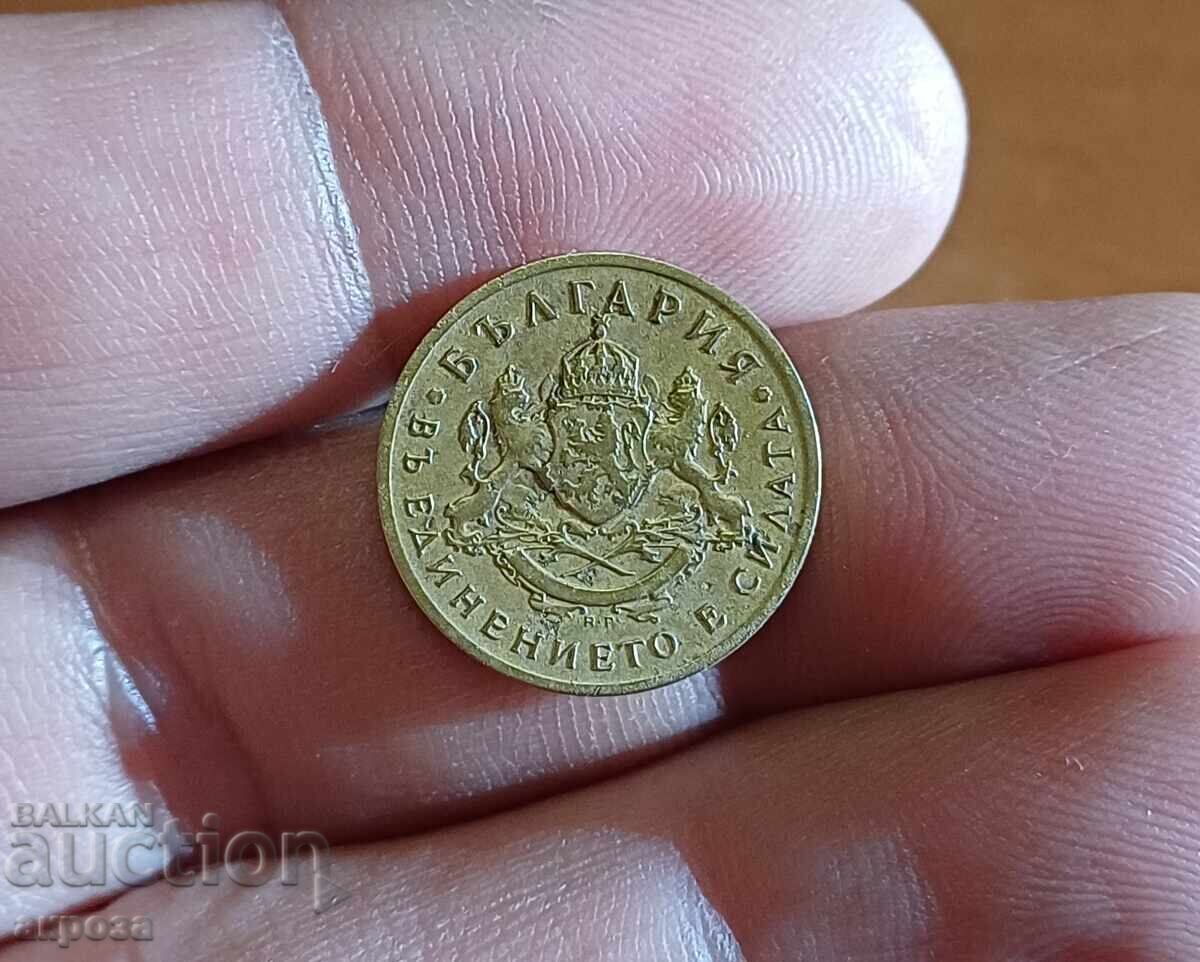 • БЪЛГАРИЯ •
ВЪ ЕДИНЕНИЕТО Е СИЛАТА
R.P.
BALKAN
auction
акроза